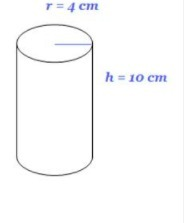 r = 4 cm
h = 10 cm